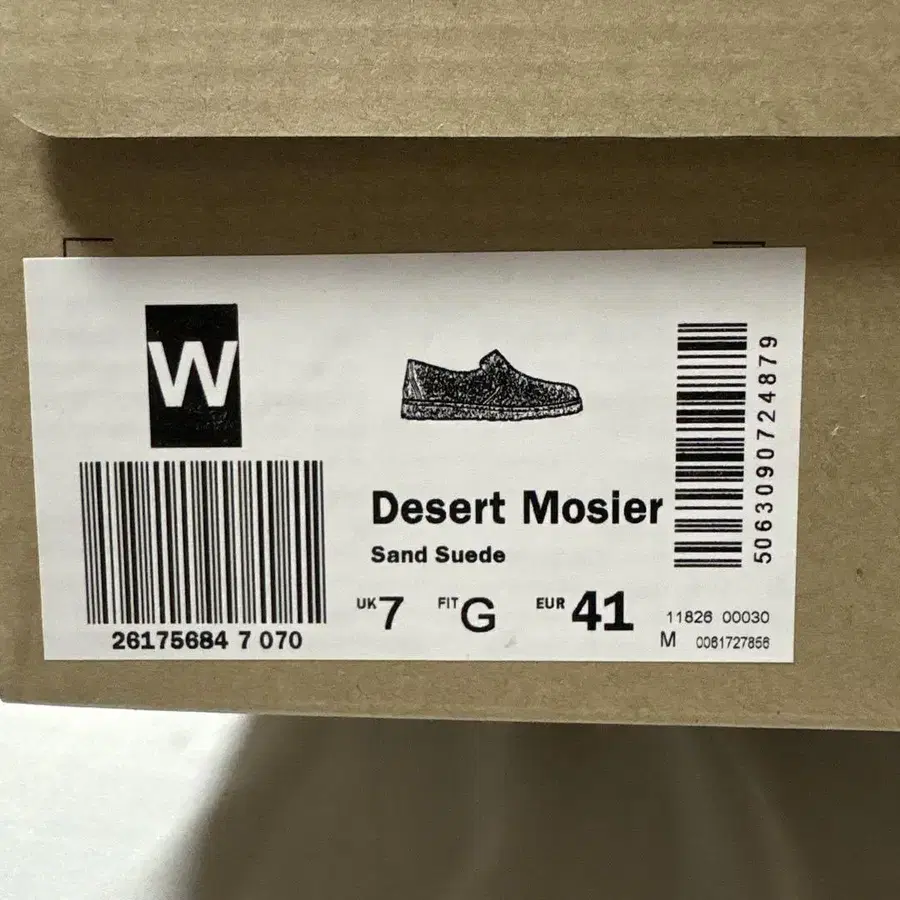 W
Desert Mosier
Sand Suede
UK 7 FIT G EUR 41
26175684 7 070
5063090724879
11826 00030
M 0061727856